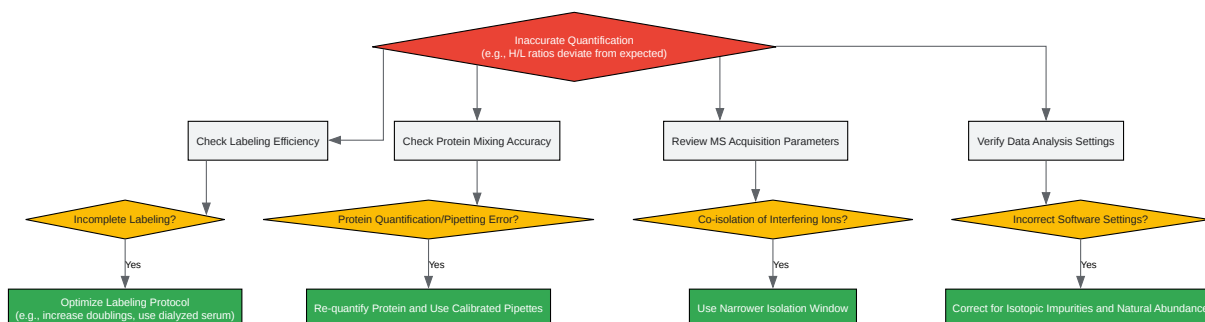 Inaccurate Quantification
(e.g., H/L ratios deviate from expected)
Check Labeling Efficiency
Check Protein Mixing Accuracy
Review MS Acquisition Parameters
Verify Data Analysis Settings
Incomplete Labeling?
Protein Quantification/Pipetting Error?
Co-isolation of Interfering Ions?
Incorrect Software Settings?
Yes
Yes
Yes
Yes
Optimize Labeling Protocol
(e.g., increase doublings, use dialyzed serum)
Re-quantify Protein and Use Calibrated Pipettes
Use Narrower Isolation Window
Correct for Isotopic Impurities and Natural Abundance